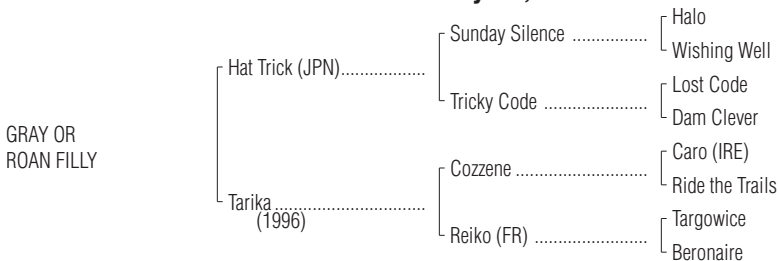 Halo
Sunday Silence ...............
Wishing Well
Hat Trick (JPN)..................
Lost Code
Tricky Code .....................
Dam Clever
GRAY OR
ROAN FILLY
Caro (IRE)
Cozzene ...........................
Ride the Trails
Tarika ................................
(1996)
Targowice
Reiko (FR) .......................
Beronaire